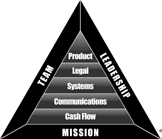 TEAM
LEADERSHIP
Product
Legal
Systems
Communications
Cash Flow
MISSION